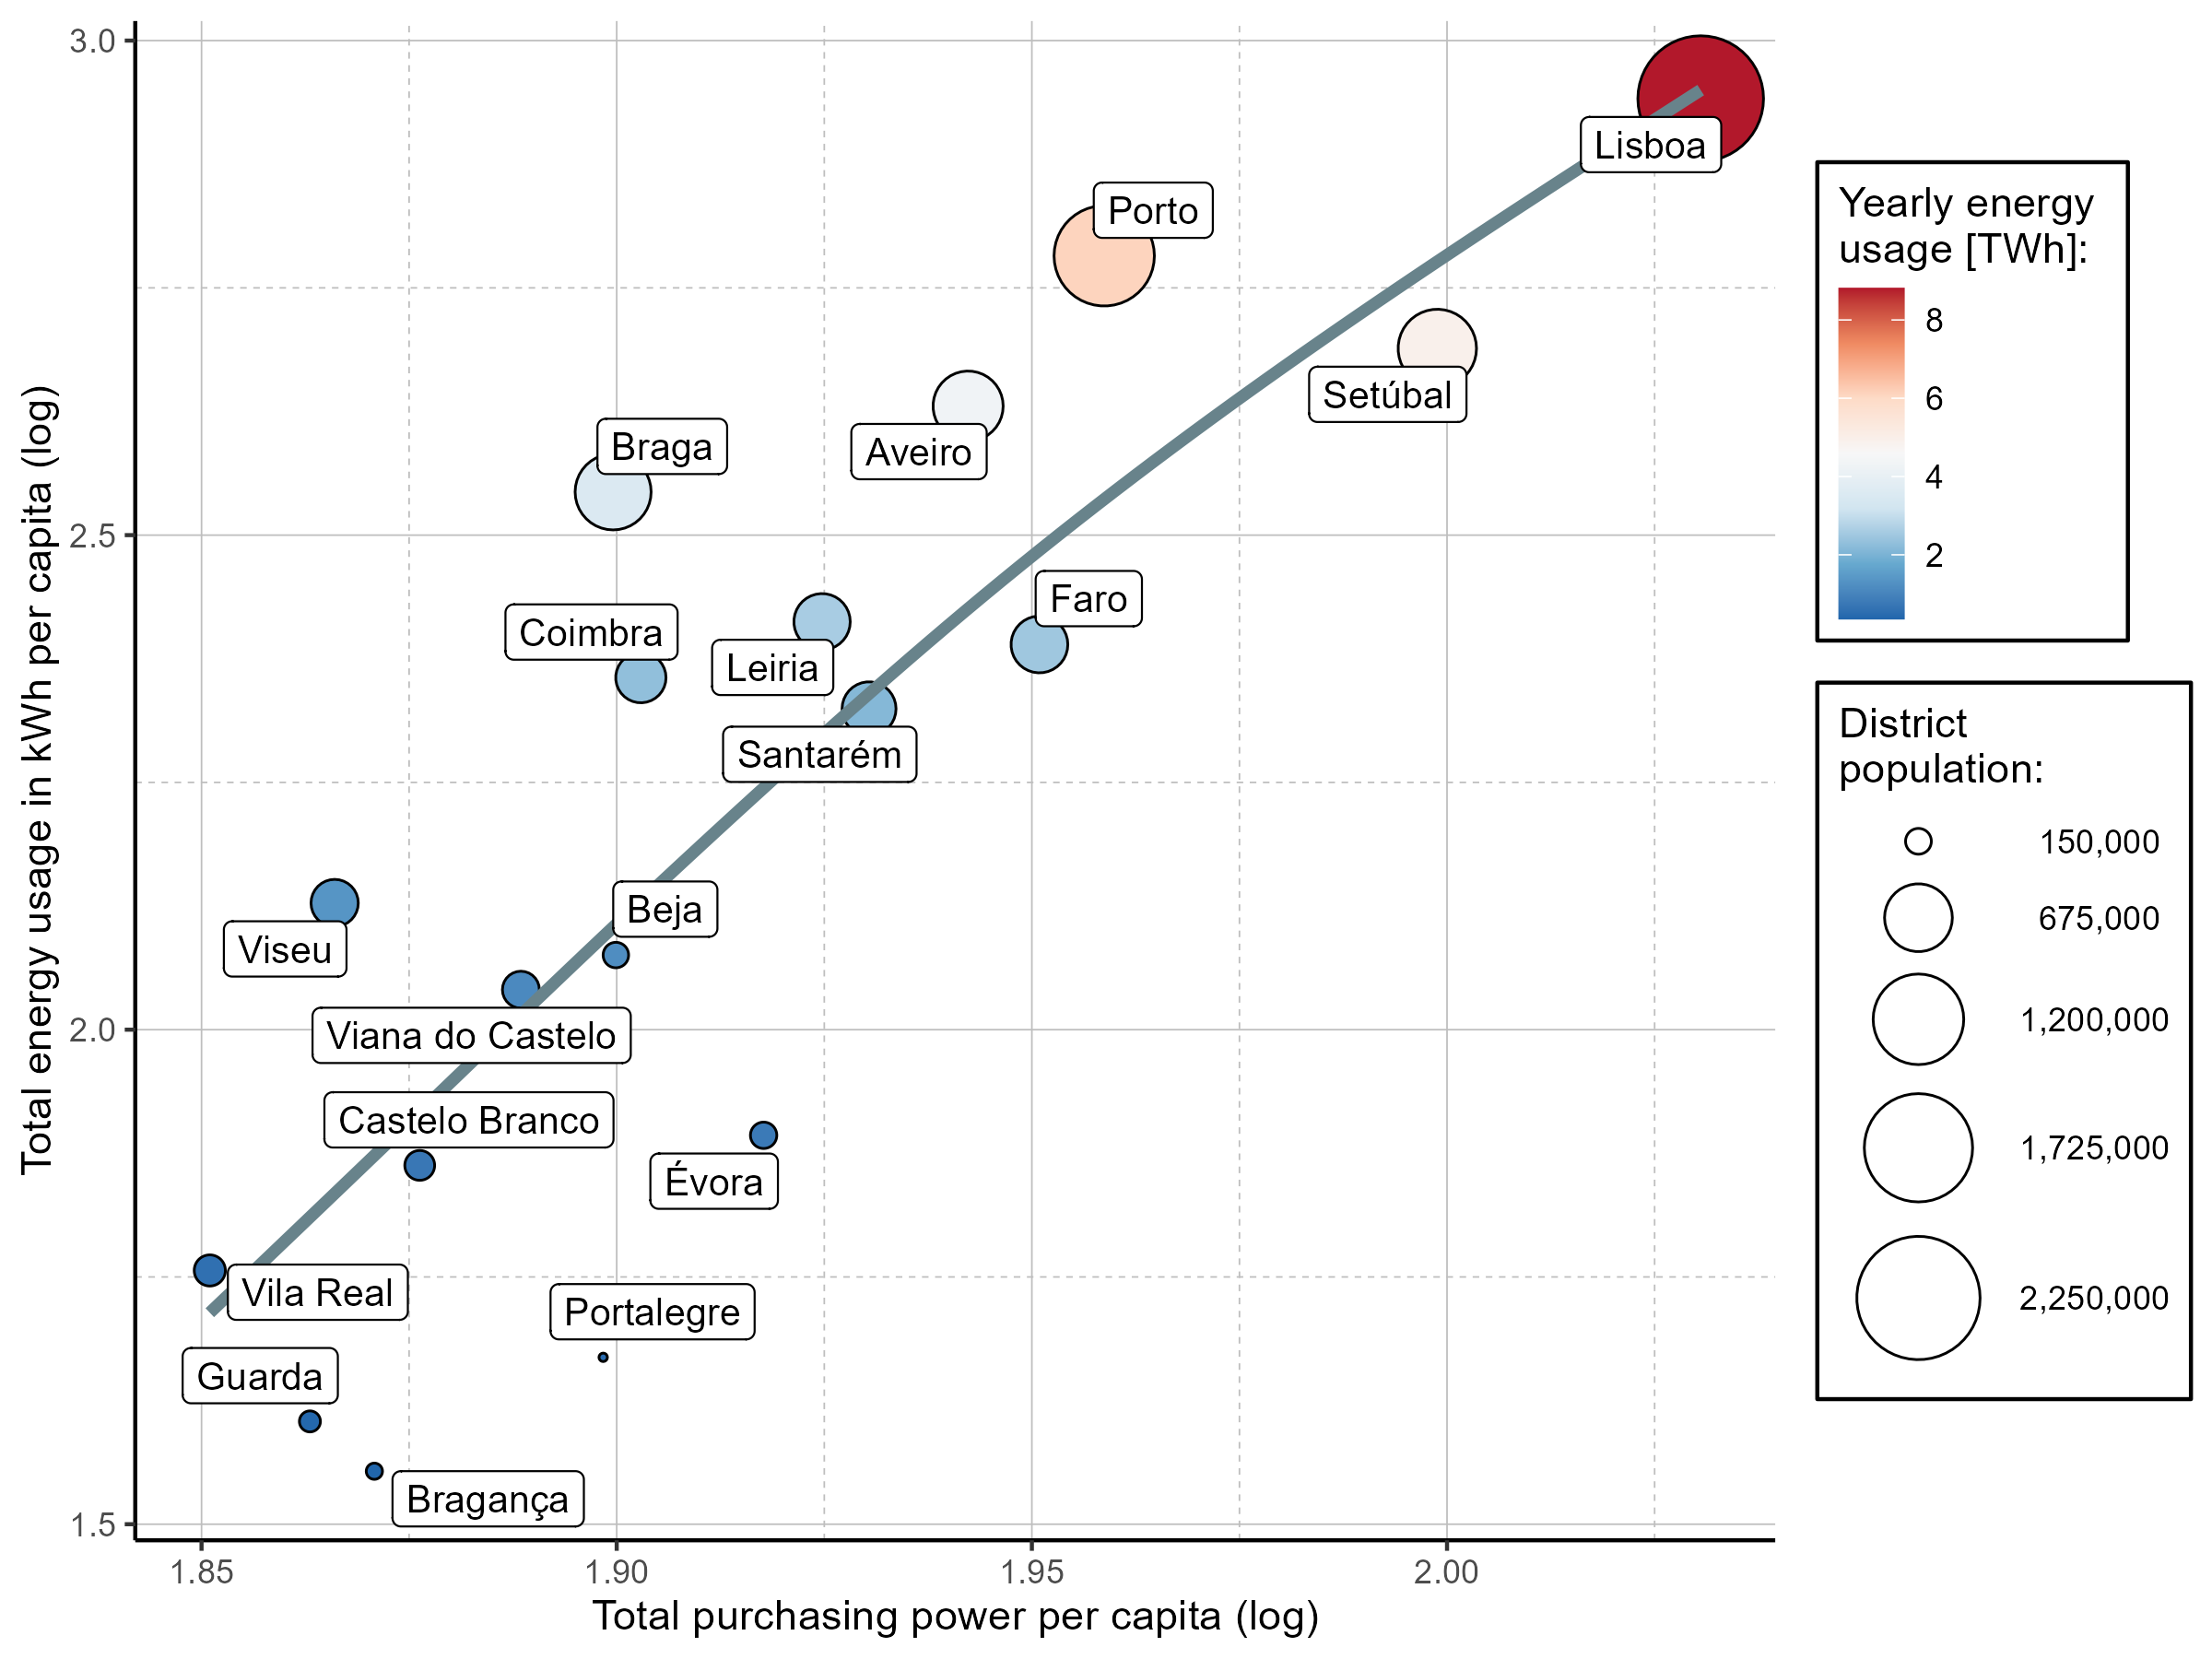 3.0
2.5
2.0
1.5
Total energy usage in kWh per capita (log)
Lisboa
Porto
Setúbal
Braga
Aveiro
Faro
Coimbra
Leiria
Santarém
Beja
Viseu
Viana do Castelo
Castelo Branco
Évora
Vila Real
Portalegre
Guarda
Bragança
1.85
1.90
1.95
2.00
Total purchasing power per capita (log)
Yearly energy
usage [TWh]:
8
6
4
2
District
population:
150,000
675,000
1,200,000
1,725,000
2,250,000